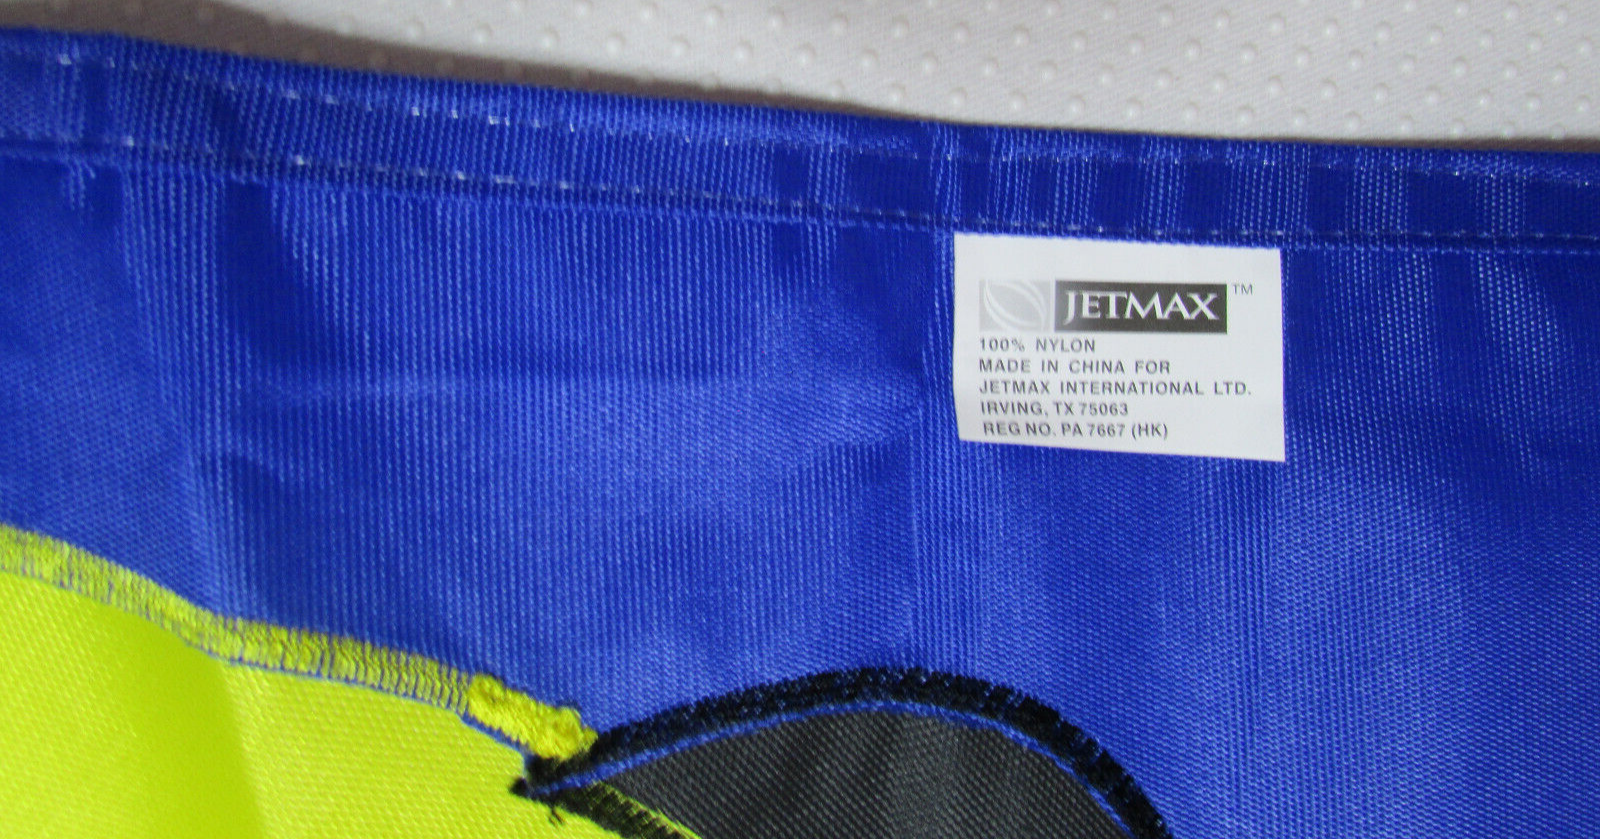 JETMAX™
100% NYLON
MADE IN CHINA FOR
JETMAX INTERNATIONAL LTD.
IRVING, TX 75063
REG NO. PA 7667 (HK)